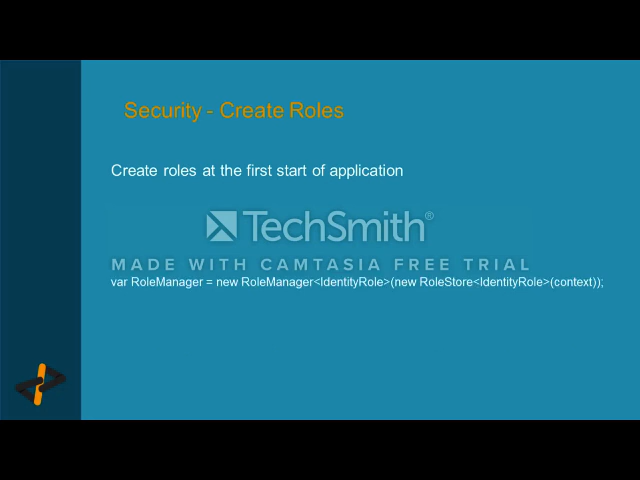 Security - Create Roles
Create roles at the first start of application
TechSmith®
MADE WITH CAMTASIA FREE TRIAL
var RoleManager = new RoleManager<IdentityRole>(new RoleStore<IdentityRole>(context));